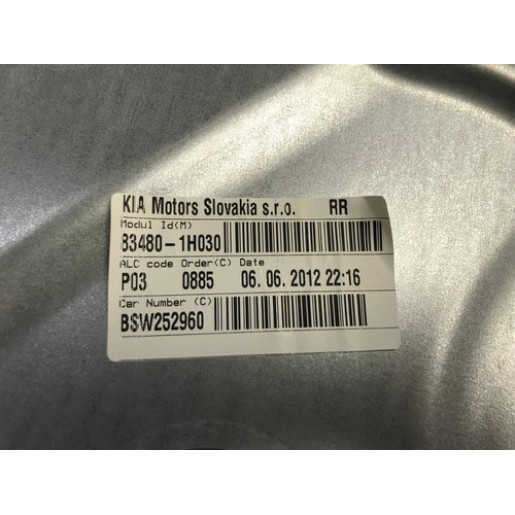 KIA Motors Slovakia s.r.o. RR
Modul Id(M)
83480-1H030
ALC code Order(C) Date
P03 0885 06.06.2012 22:16
Car Number (C)
BSW252960